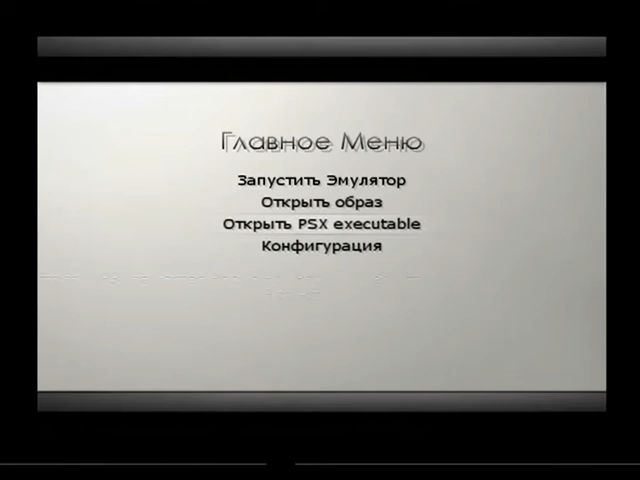 Главное Меню
Запустить Эмулятор
Открыть образ
Открыть PSX executable
Конфигурация